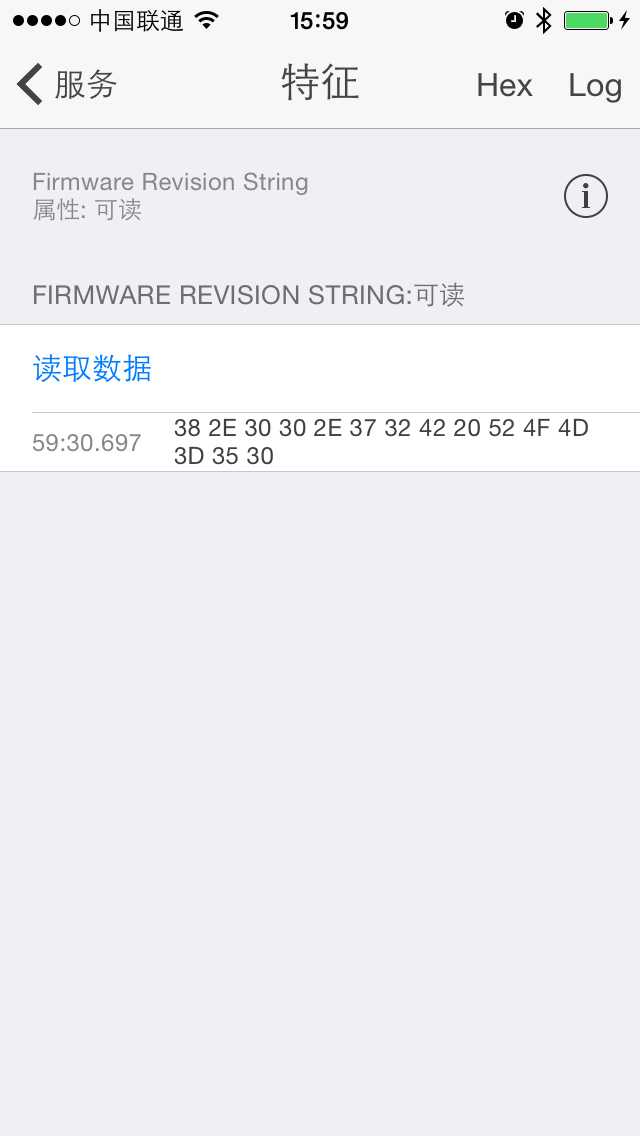 中国联通 15:59
服务 特征 Hex Log
Firmware Revision String
属性: 可读
FIRMWARE REVISION STRING:可读
读取数据
59:30.697 38 2E 30 30 2E 37 32 42 20 52 4F 4D
3D 35 30